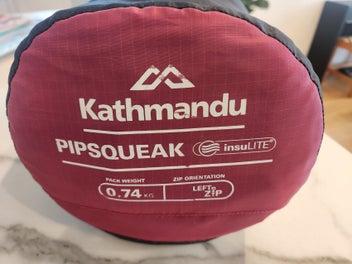 Kathmandu
PIPSQUEAK insuLITE
PACK WEIGHT ZIP ORIENTATION
0.74 KG LEFT ZIP